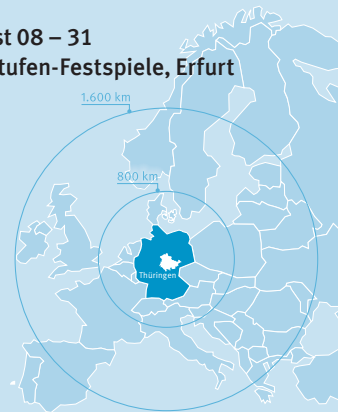 st 08 – 31
tufen-Festspiele, Erfurt
1.600 km
800 km
Thüringen